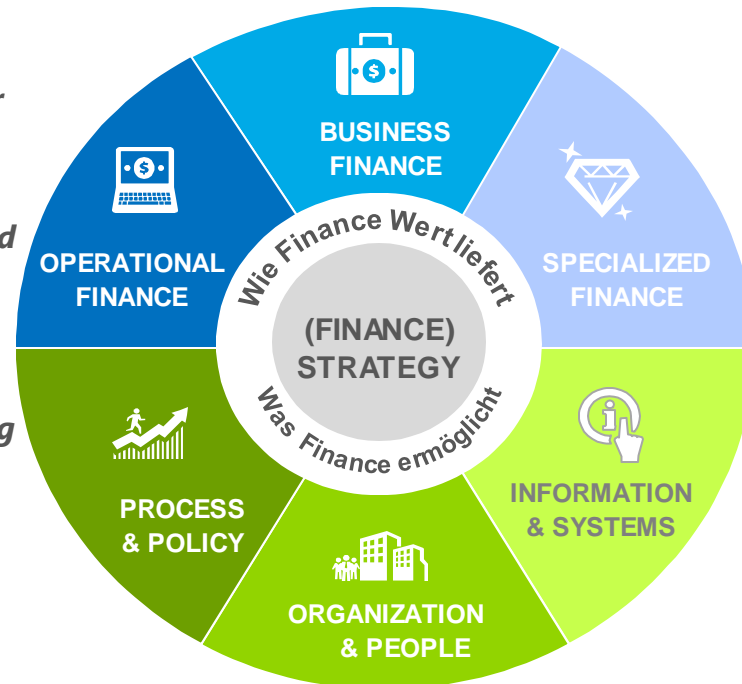 BUSINESS
FINANCE
OPERATIONAL
FINANCE
SPECIALIZED
FINANCE
Wie Finance Wert liefert
(FINANCE)
STRATEGY
Was Finance ermöglicht
PROCESS
& POLICY
INFORMATION
& SYSTEMS
ORGANIZATION
& PEOPLE